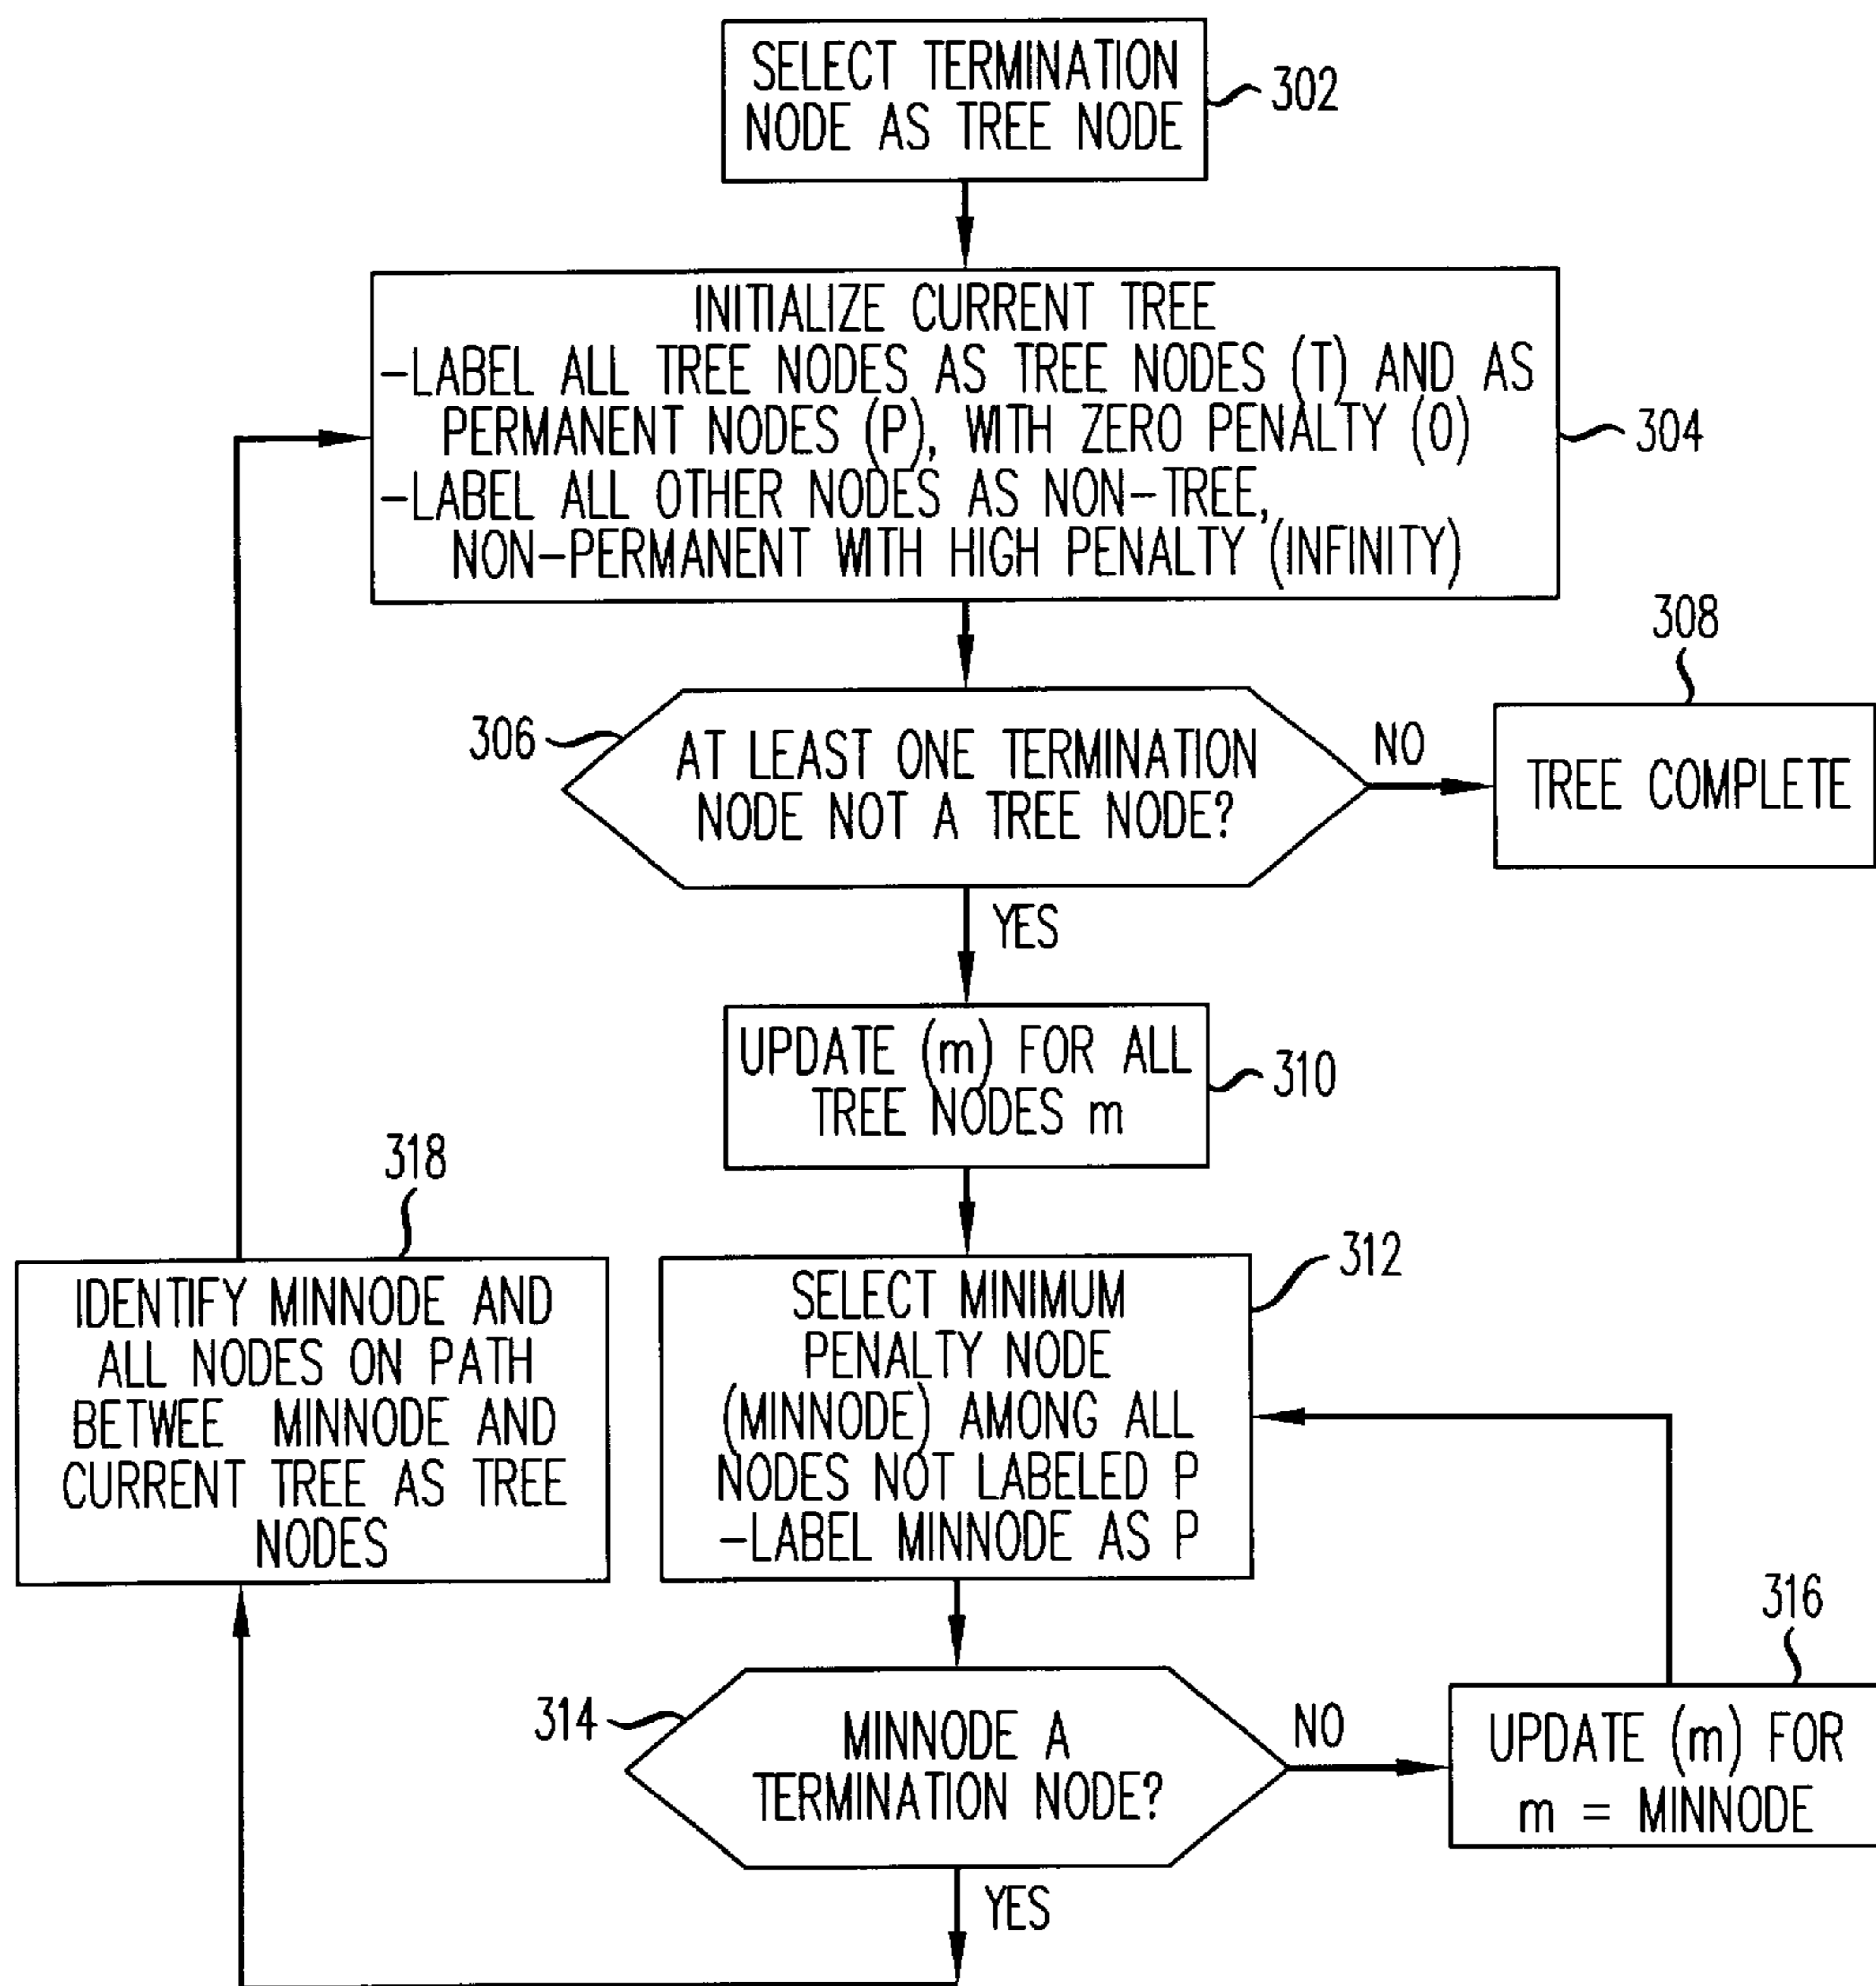 SELECT TERMINATION
NODE AS TREE NODE
302
INITIALIZE CURRENT TREE
-LABEL ALL TREE NODES AS TREE NODES (T) AND AS
PERMANENT NODES (P), WITH ZERO PENALTY (0)
-LABEL ALL OTHER NODES AS NON-TREE,
NON-PERMANENT WITH HIGH PENALTY (INFINITY)
304
306
AT LEAST ONE TERMINATION
NODE NOT A TREE NODE?
NO
308
TREE COMPLETE
YES
UPDATE (m) FOR ALL
TREE NODES m
310
318
IDENTIFY MINNODE AND
ALL NODES ON PATH
BETWEE MINNODE AND
CURRENT TREE AS TREE
NODES
312
SELECT MINIMUM
PENALTY NODE
(MINNODE) AMONG ALL
NODES NOT LABELED P
-LABEL MINNODE AS P
314
MINNODE A
TERMINATION NODE?
NO
316
UPDATE (m) FOR
m = MINNODE
YES